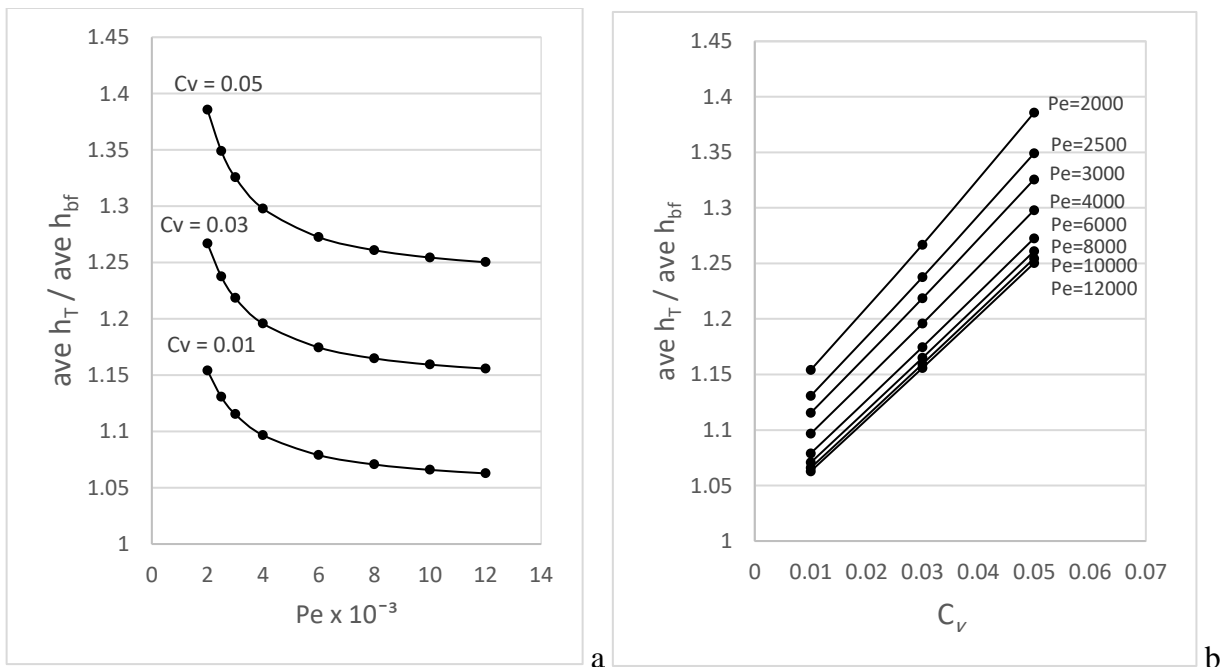 1.45
1.4
1.35
1.3
1.25
1.2
1.15
1.1
1.05
1
0 2 4 6 8 10 12 14
Pe x 10⁻³
ave h_T / ave h_bf
Cv = 0.05
Cv = 0.03
Cv = 0.01
a
1.45
1.4
1.35
1.3
1.25
1.2
1.15
1.1
1.05
1
0 0.01 0.02 0.03 0.04 0.05 0.06 0.07
C_v
ave h_T / ave h_bf
Pe=2000
Pe=2500
Pe=3000
Pe=4000
Pe=6000
Pe=8000
Pe=10000
Pe=12000
b